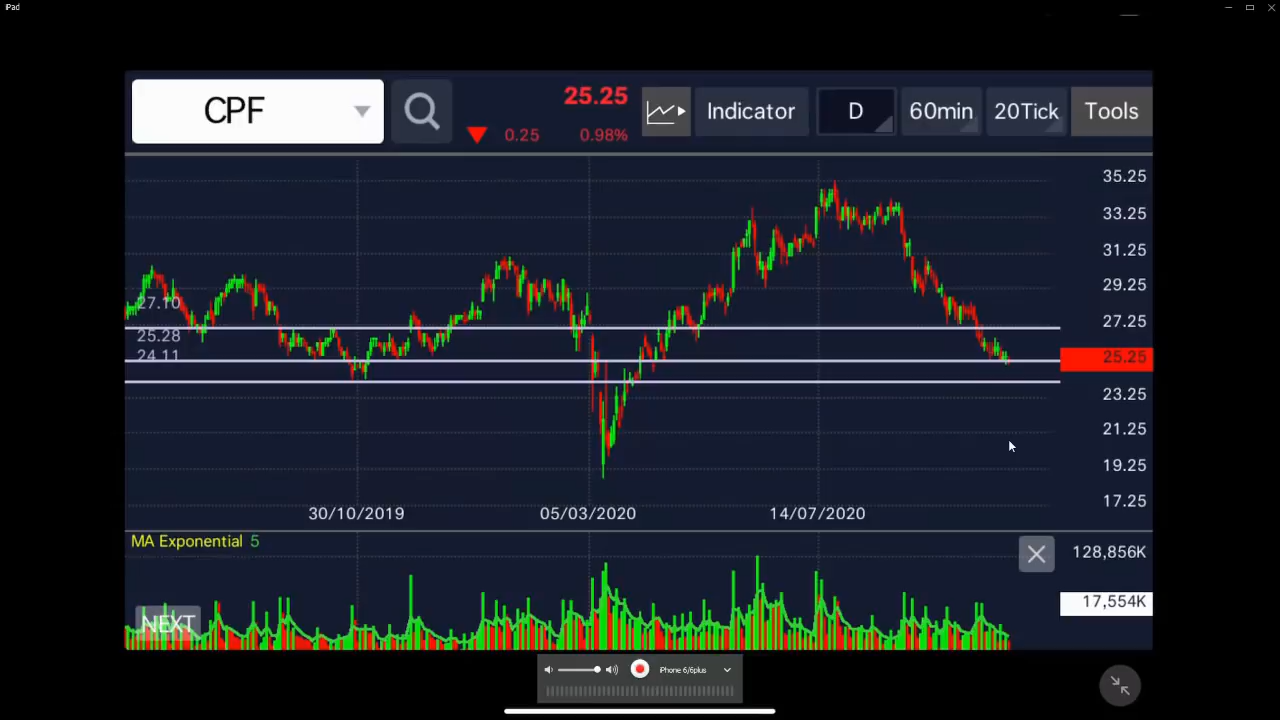 iPad
CPF
25.25
0.25 0.98%
Indicator
D
60min
20Tick
Tools
35.25
33.25
31.25
29.25
27.10
27.25
25.28
24.11
25.25
23.25
21.25
19.25
17.25
30/10/2019 05/03/2020 14/07/2020
MA Exponential 5
128,856K
17,554K
NEXT
iPhone 6/6plus